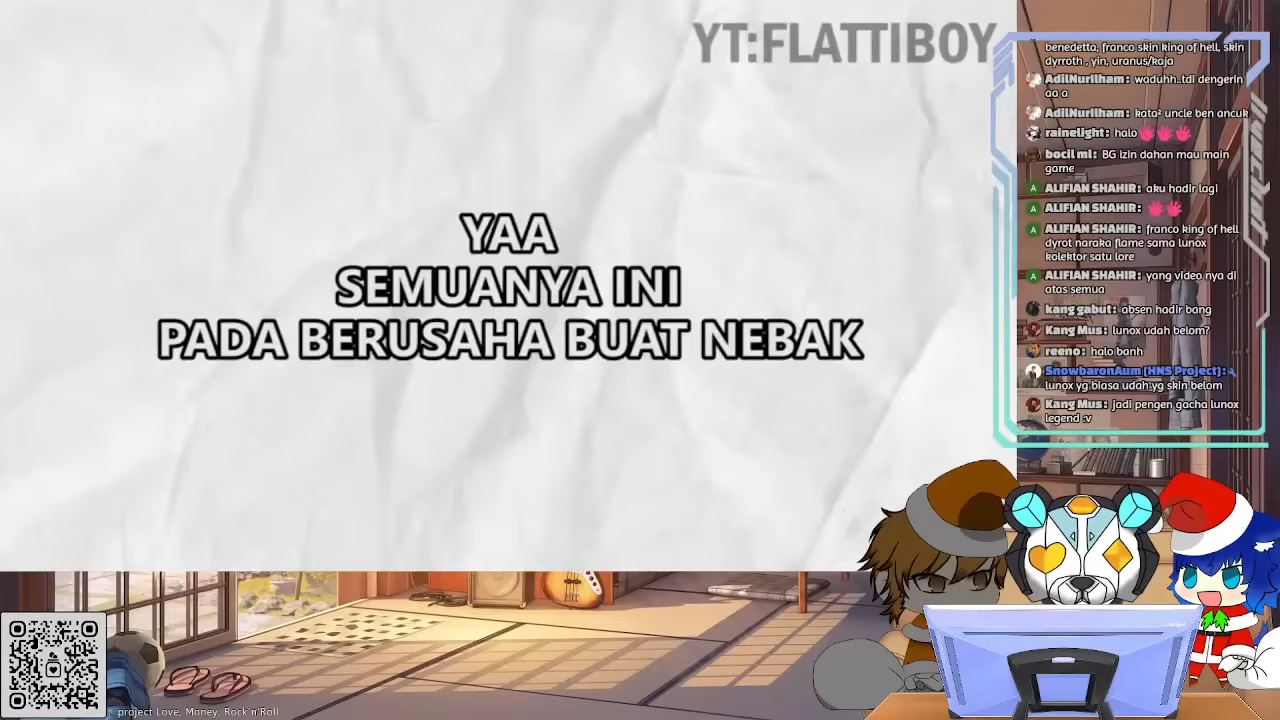 YT:FLATTIBOY
YAA
SEMUANYA INI
PADA BERUSAHA BUAT NEBAK
benedetta, franco skin king of hell, skin
dyrroth , yin, uranus/kaja
AdilNurIlham: waduhh..tdi dengerin
aa a
AdilNurIlham: kata² uncle ben ancuk
rainelight: halo
bocil ml: BG izin dahan mau main
game
A ALIFIAN SHAHIR: aku hadir lagi
A ALIFIAN SHAHIR:
A ALIFIAN SHAHIR: franco king of hell
dyrot naraka flame sama lunox
kolektor satu lore
A ALIFIAN SHAHIR: yang video nya di
atas semua
kang gabut: absen hadir bang
Kang Mus: lunox udah belom?
reeno: halo banh
SnowbaronAum [HNS Project]:
lunox yg biasa udah yg skin belom
Kang Mus: jadi pengen gacha lunox
legend :v
project Love, Money, Rock'n'Roll